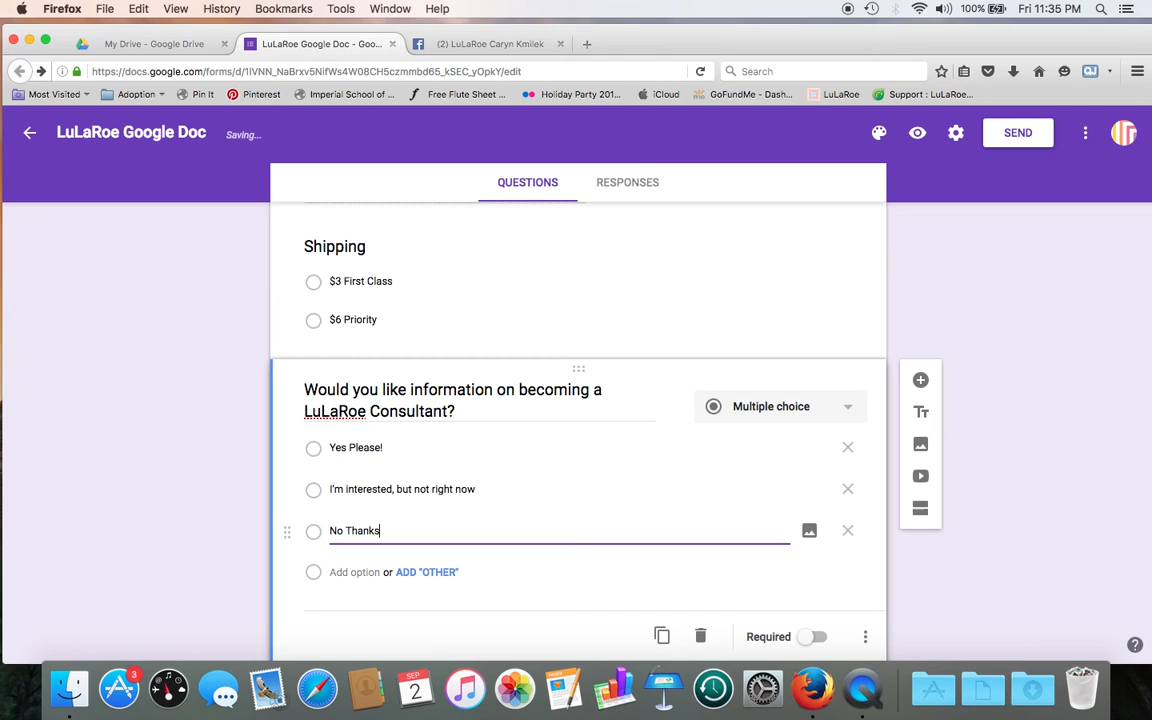 Firefox File Edit View History Bookmarks Tools Window Help 100% Fri 11:35 PM
My Drive - Google Drive LuLaRoe Google Doc - Goo... (2) LuLaRoe Caryn Kmilek
https://docs.google.com/forms/d/1IVNN_NaBrxv5NifWs4W08CH5czmmbd65_kSEC_yOpkY/edit Search
Most Visited Adoption Pin It Pinterest Imperial School of ... Free Flute Sheet ... Holiday Party 201... iCloud GoFundMe - Dash... LuLaRoe Support : LuLaRoe...
LuLaRoe Google Doc Saving... SEND
QUESTIONS RESPONSES
Shipping
$3 First Class
$6 Priority
Would you like information on becoming a
LuLaRoe Consultant?
Multiple choice
Yes Please!
I'm interested, but not right now
No Thanks
Add option or ADD "OTHER"
Required
3
SEP
2